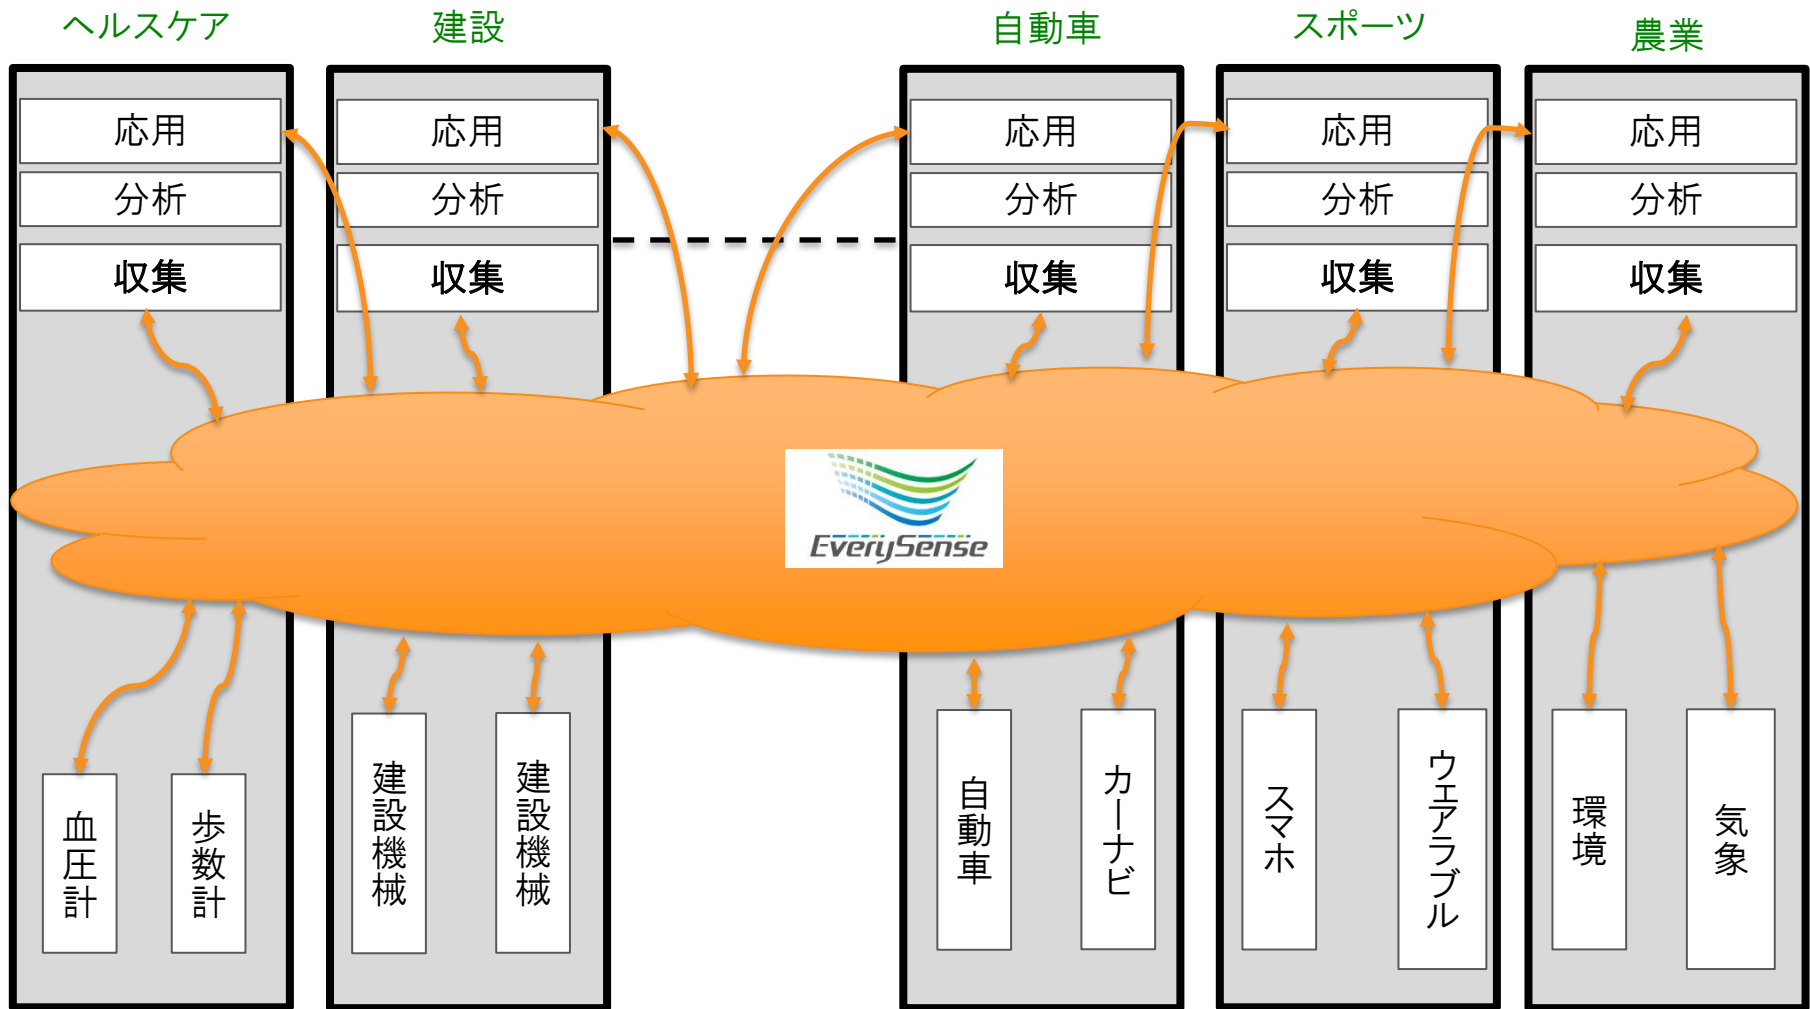 ヘルスケア
建設
自動車
スポーツ
農業
応用
応用
応用
応用
応用
分析
分析
分析
分析
分析
収集
収集
収集
収集
収集
EverySense
血圧計
歩数計
建設機械
建設機械
自動車
カーナビ
スマホ
ウェアラブル
環境
気象